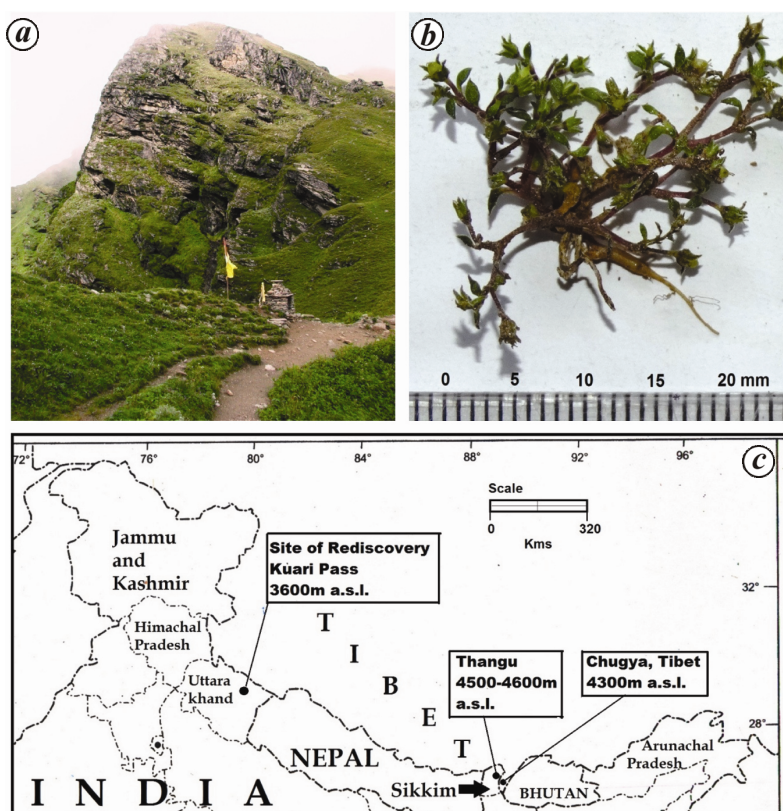 a
b
0 5 10 15 20 mm
c
72° 76° 80 84° 88° 92° 96°
Scale
0 320
Kms
Jammu
and
Kashmir
Site of Rediscovery
Kuari Pass
3600m a.s.l.
32°
Himachal
Pradesh
T
I
B
E
T
Uttara
khand
Thangu
4500-4600m
a.s.l.
Chugya, Tibet
4300m a.s.l.
28°
NEPAL
Arunachal
Pradesh
Sikkim
BHUTAN
I N D I A